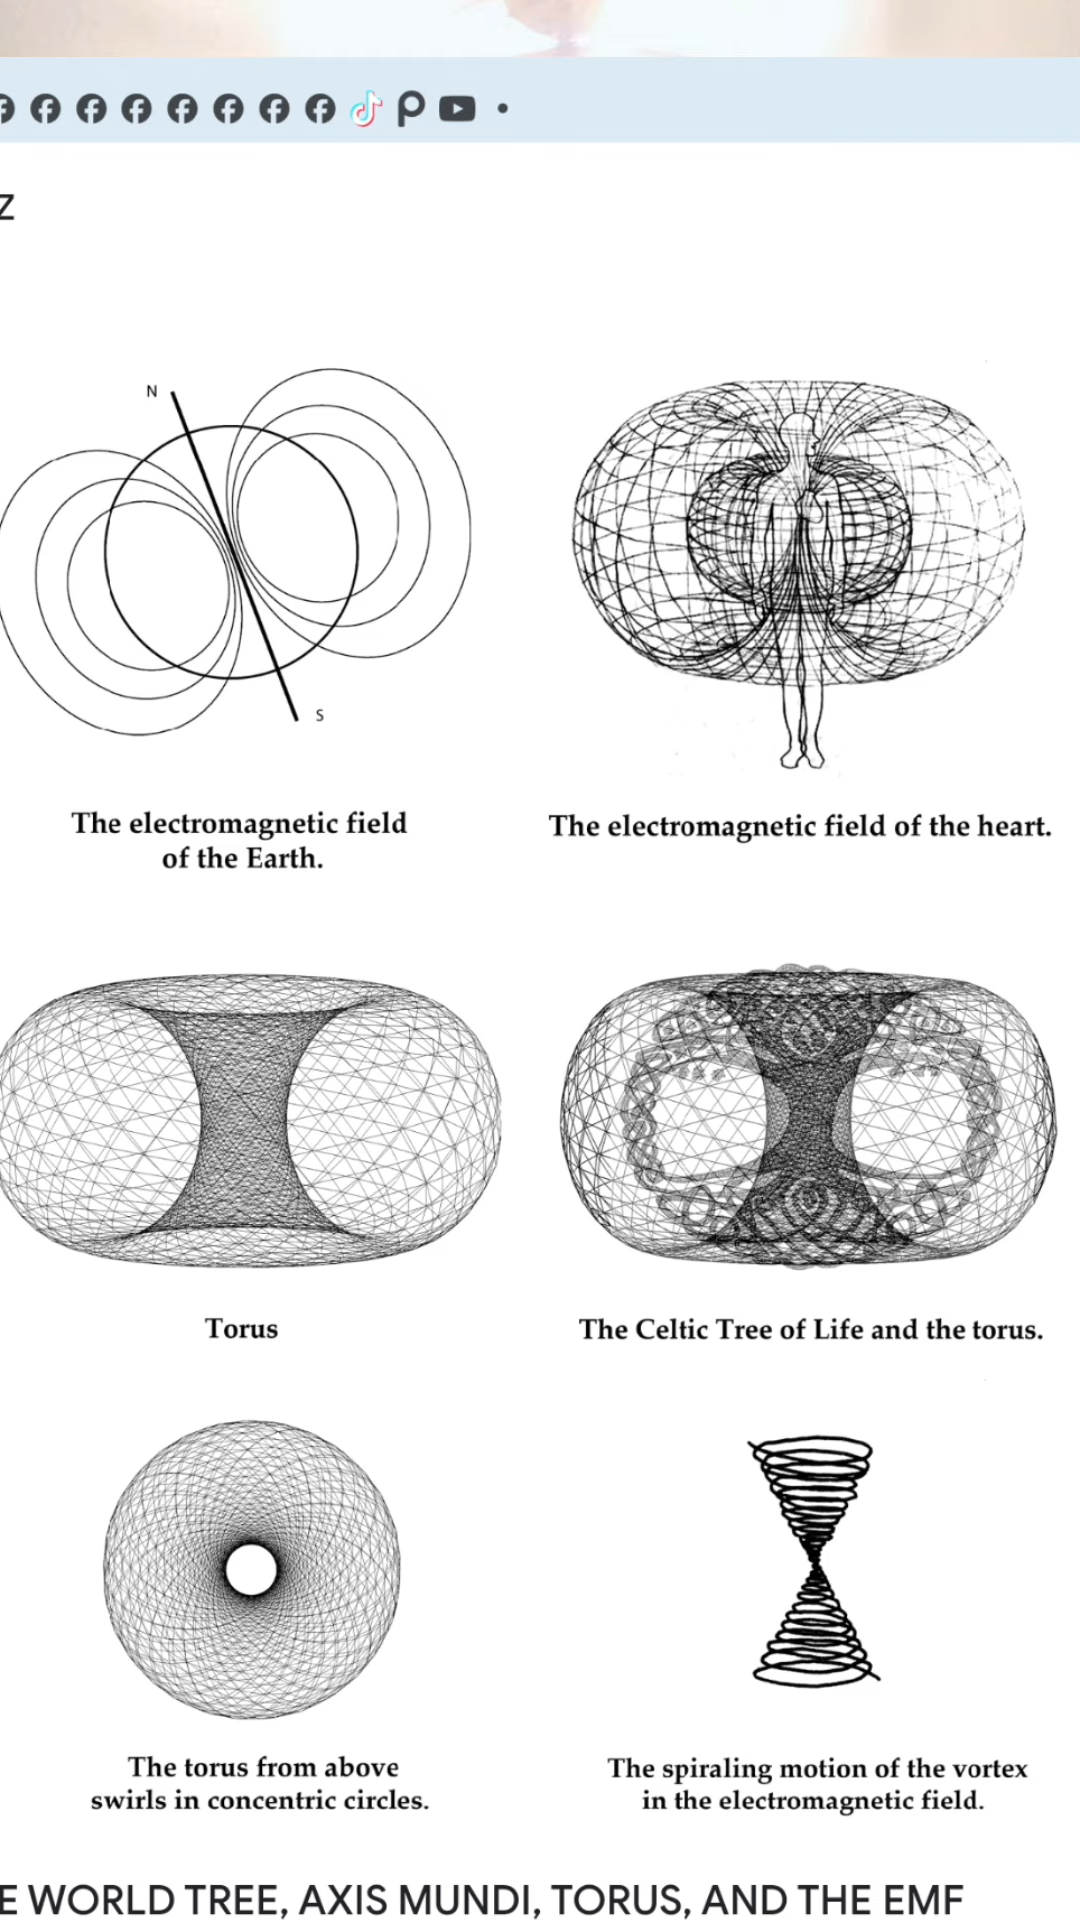 Z
N
S
The electromagnetic field
of the Earth.
The electromagnetic field of the heart.
Torus
The Celtic Tree of Life and the torus.
The torus from above
swirls in concentric circles.
The spiraling motion of the vortex
in the electromagnetic field.
E WORLD TREE, AXIS MUNDI, TORUS, AND THE EMF